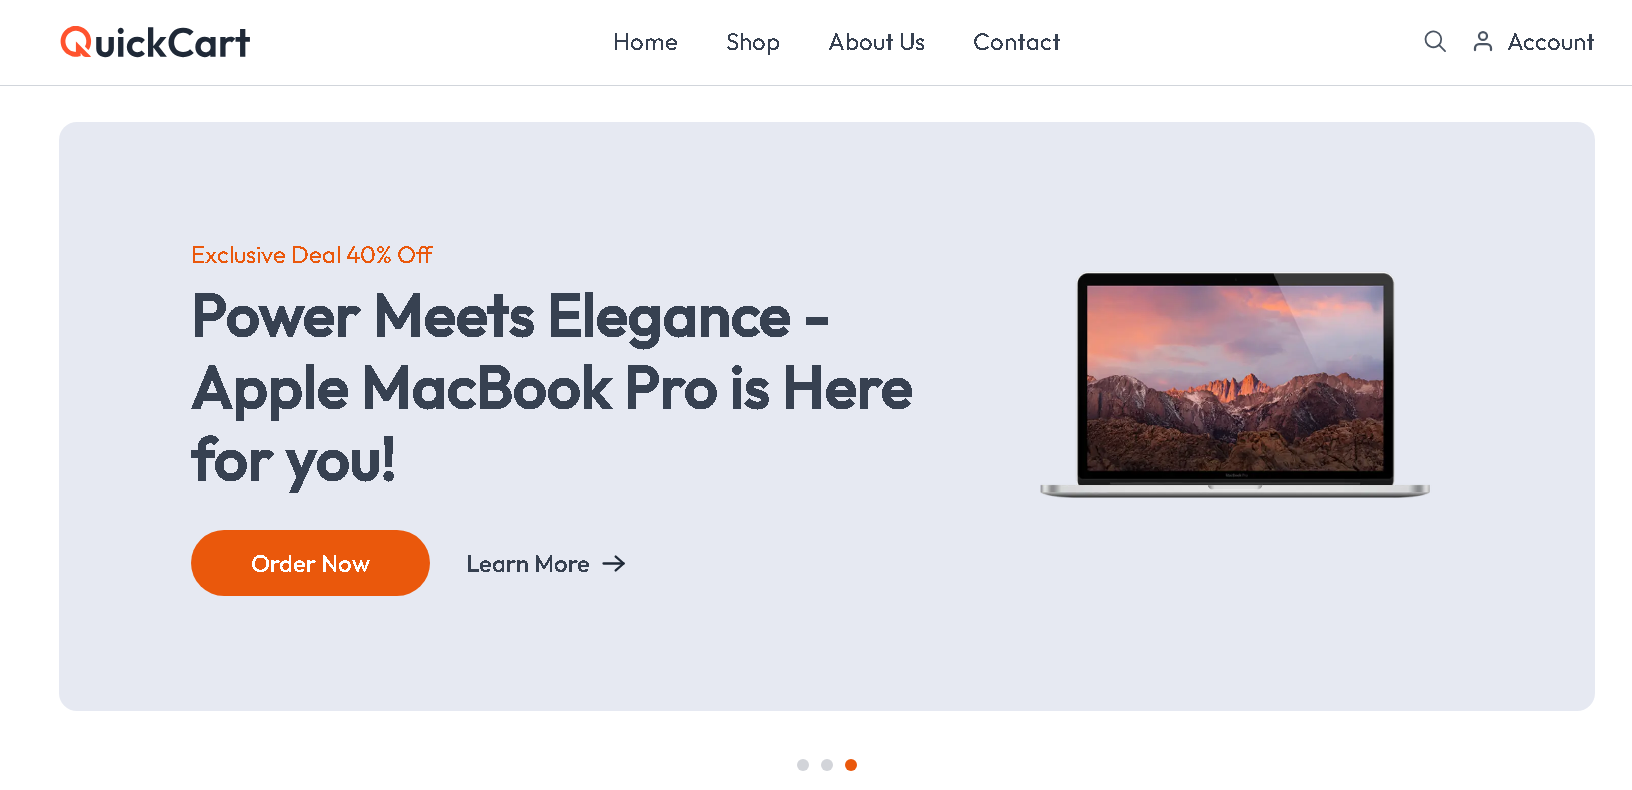 QuickCart
Home
Shop
About Us
Contact
Account
Exclusive Deal 40% Off
Power Meets Elegance -
Apple MacBook Pro is Here
for you!
Order Now
Learn More →